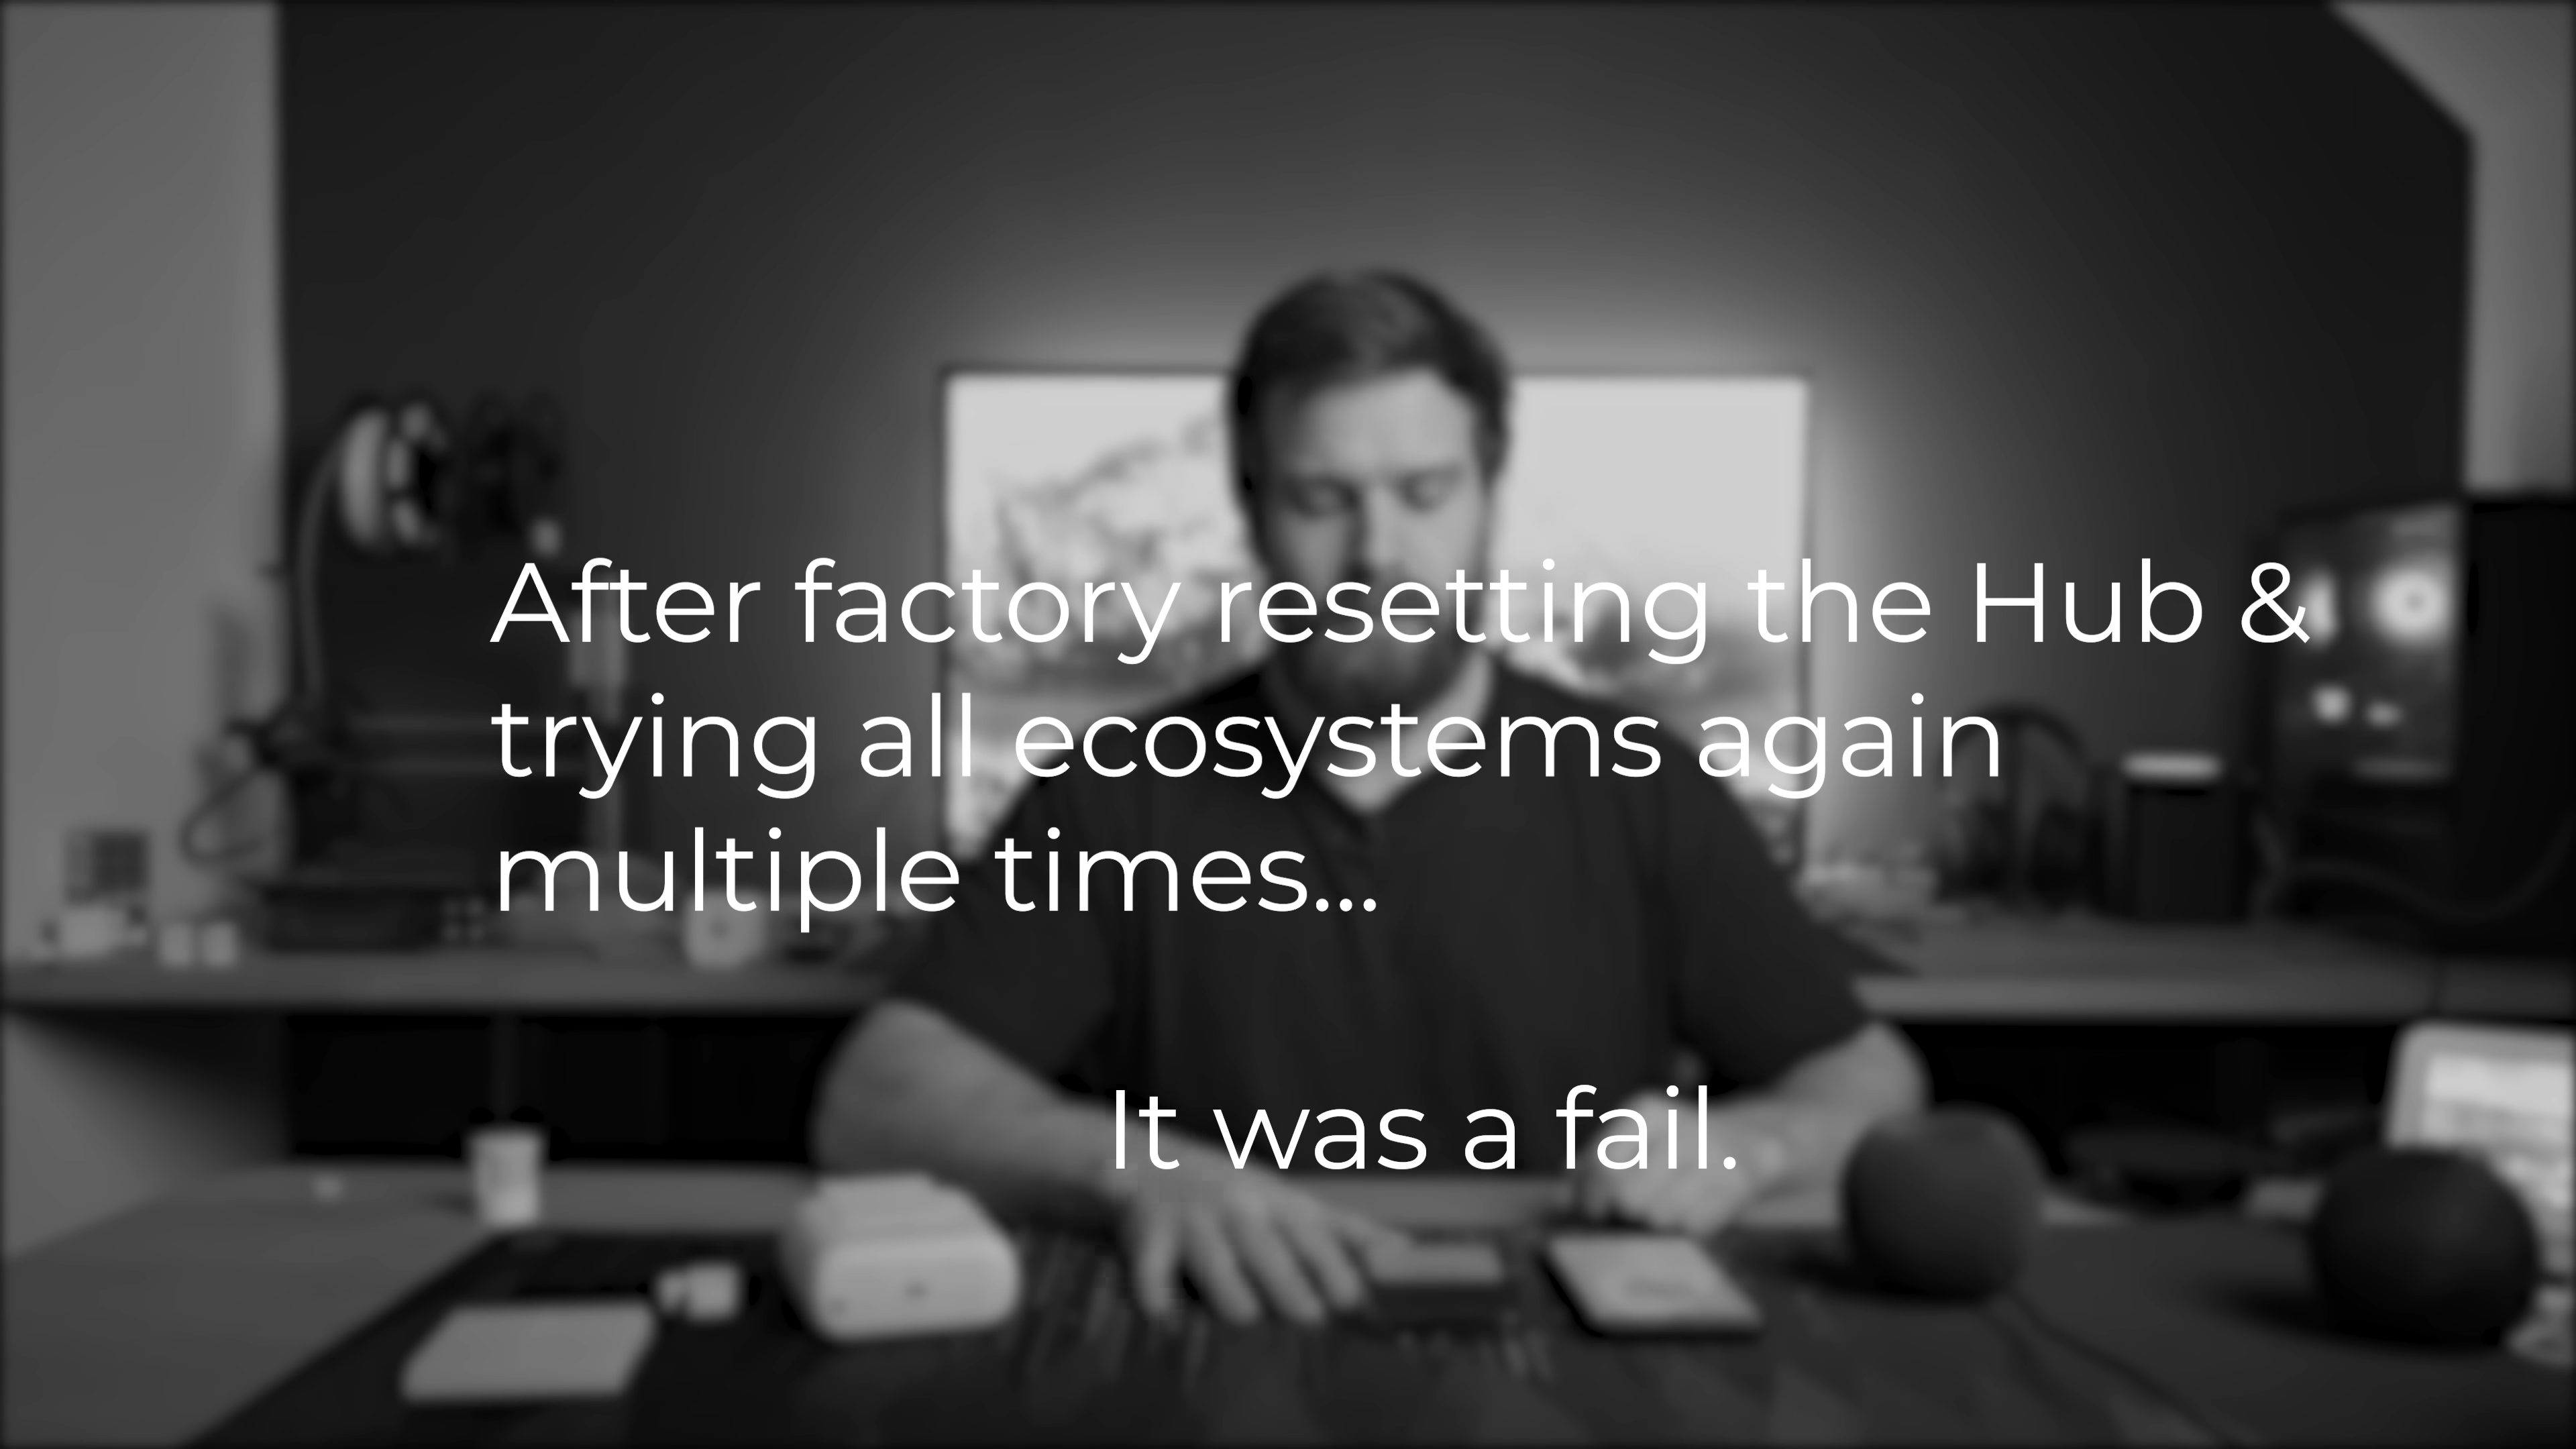 After factory resetting the Hub &
trying all ecosystems again
multiple times...
It was a fail.